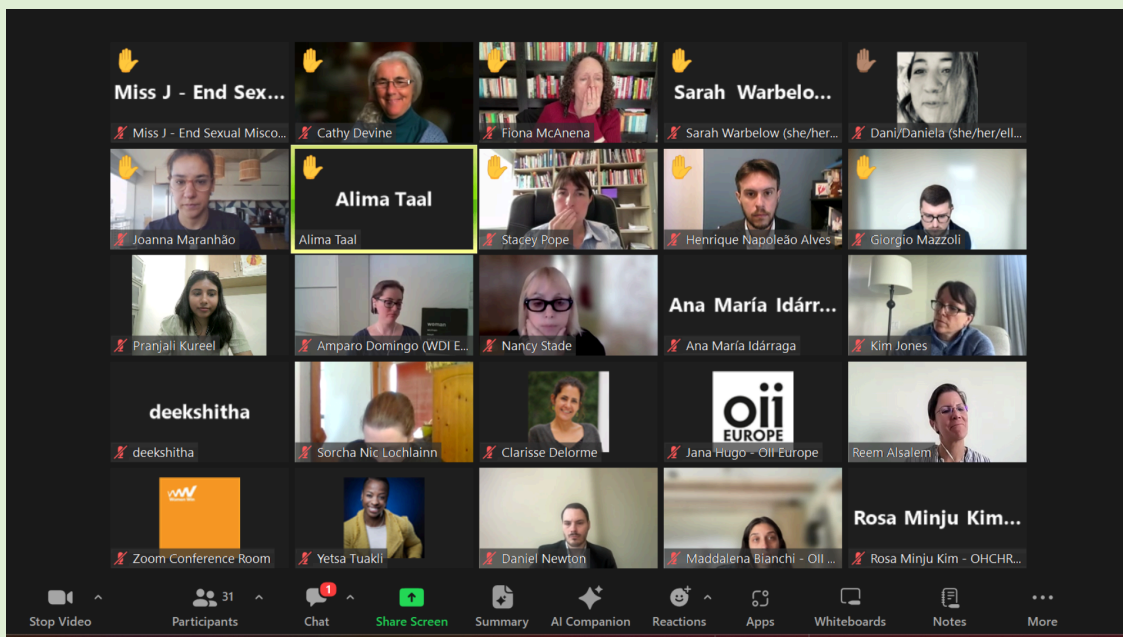 Miss J - End Sex...
Miss J - End Sexual Misco...
Cathy Devine
Fiona McAnena
Sarah Warbelo...
Sarah Warbelow (she/her...
Dani/Daniela (she/her/ell...
Joanna Maranhão
Alima Taal
Alima Taal
Stacey Pope
Henrique Napoleão Alves
Giorgio Mazzoli
Pranjali Kureel
Amparo Domingo (WDI E...
Nancy Stade
Ana María Idárr...
Ana María Idárraga
Kim Jones
deekshitha
deekshitha
Sorcha Nic Lochlainn
Clarisse Delorme
oii
EUROPE
Jana Hugo - OII Europe
Reem Alsalem
Zoom Conference Room
Yetsa Tuakli
Daniel Newton
Maddalena Bianchi - OII ...
Rosa Minju Kim...
Rosa Minju Kim - OHCHR...
31
1
Stop Video
Participants
Chat
Share Screen
Summary
AI Companion
Reactions
Apps
Whiteboards
Notes
More